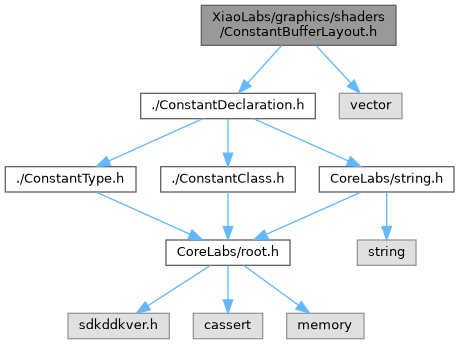 XiaoLabs/graphics/shaders
/ConstantBufferLayout.h
./ConstantDeclaration.h
vector
./ConstantType.h
./ConstantClass.h
CoreLabs/string.h
CoreLabs/root.h
string
sdkddkver.h
cassert
memory